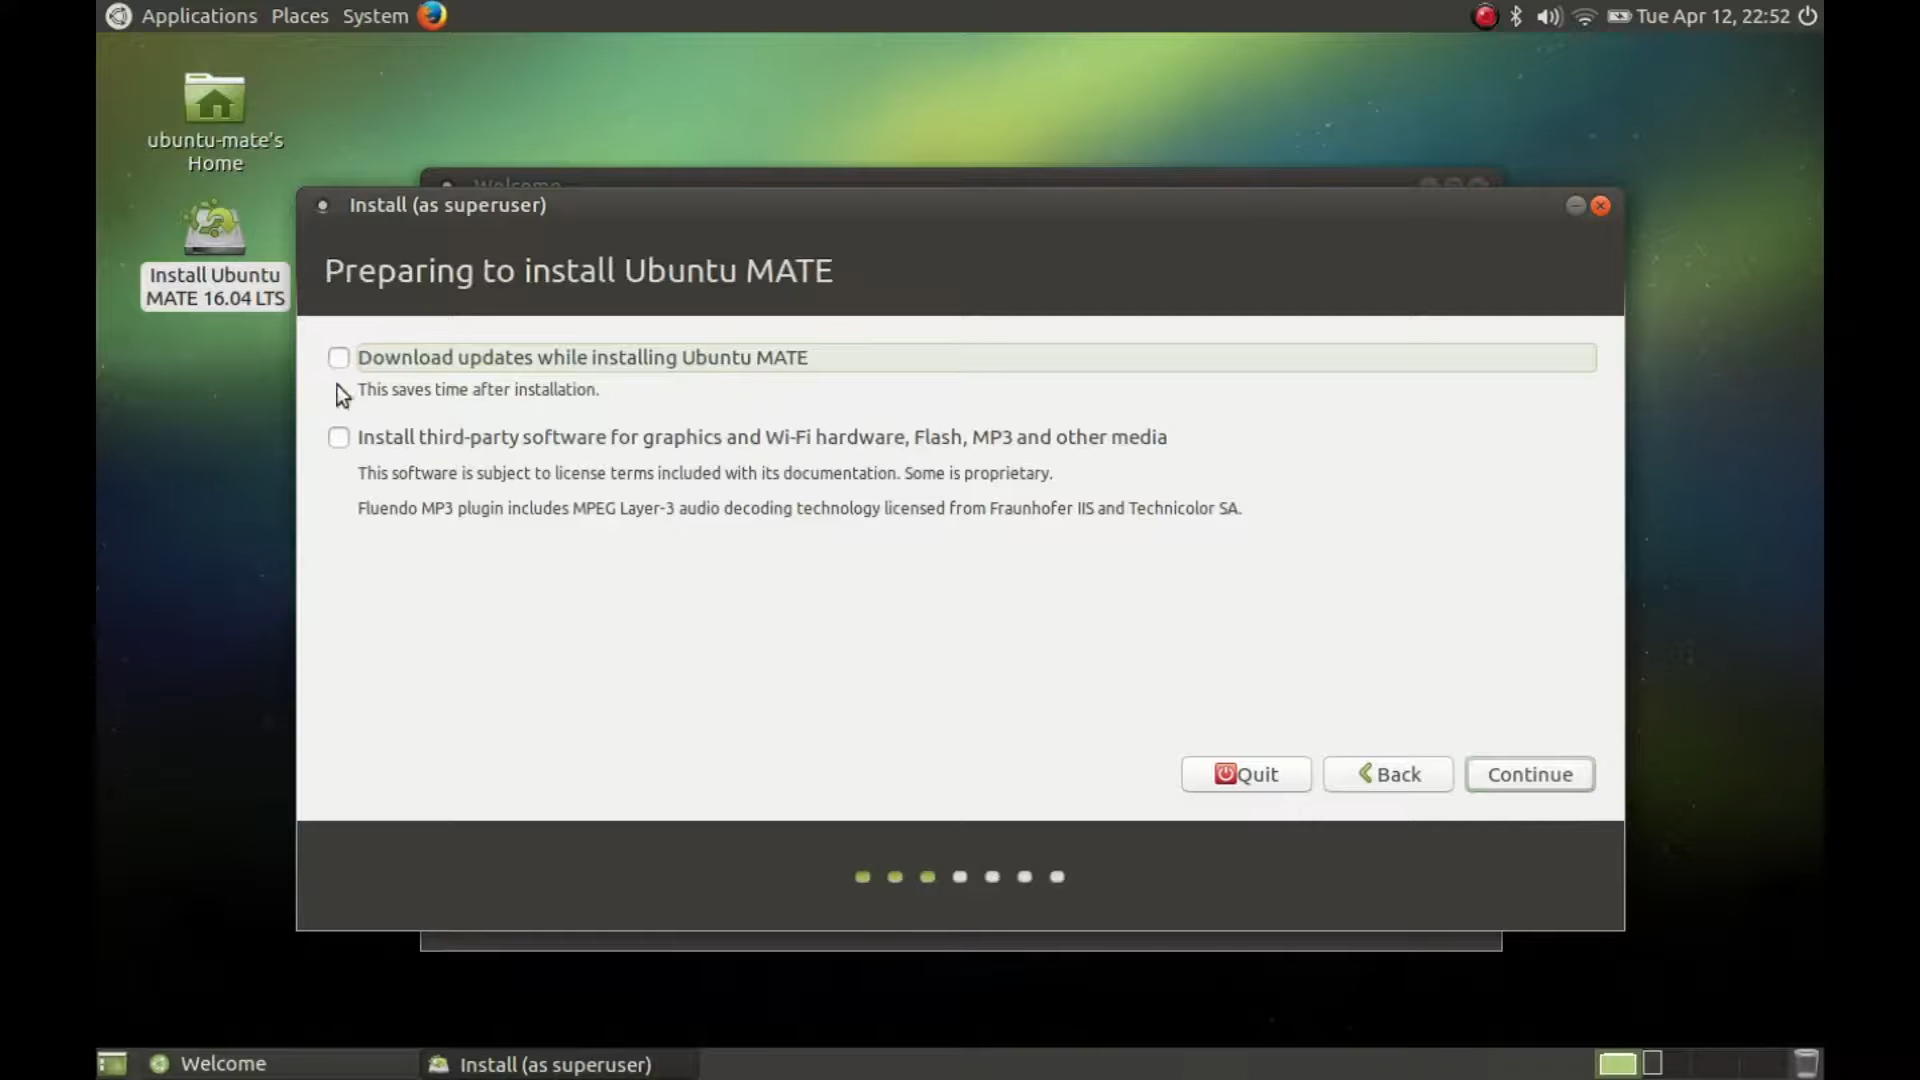 Applications Places System
Tue Apr 12, 22:52
ubuntu-mate's
Home
Install Ubuntu
MATE 16.04 LTS
Welcome
Install (as superuser)
Preparing to install Ubuntu MATE
Download updates while installing Ubuntu MATE
This saves time after installation.
Install third-party software for graphics and Wi-Fi hardware, Flash, MP3 and other media
This software is subject to license terms included with its documentation. Some is proprietary.
Fluendo MP3 plugin includes MPEG Layer-3 audio decoding technology licensed from Fraunhofer IIS and Technicolor SA.
Quit Back Continue
Welcome Install (as superuser)